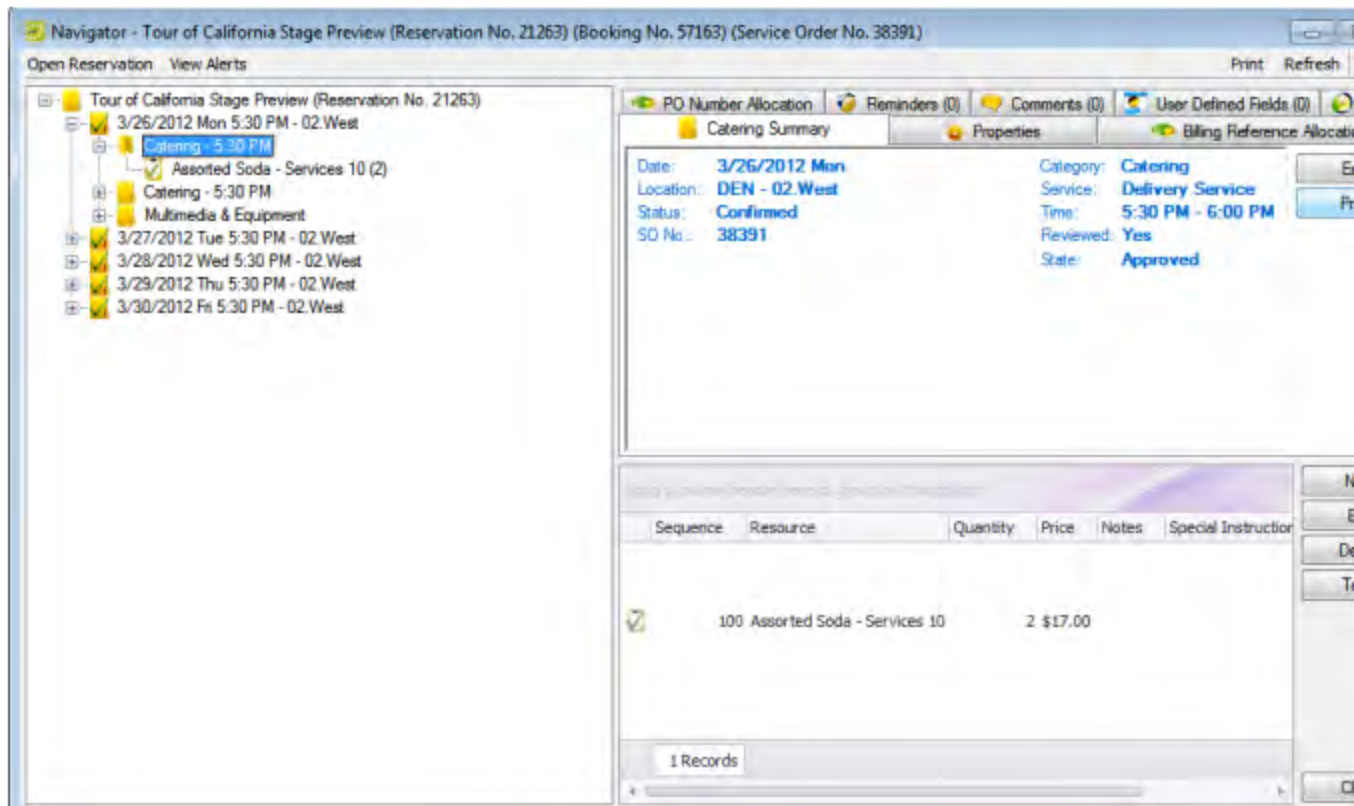 Navigator - Tour of California Stage Preview (Reservation No. 21263) (Booking No. 57163) (Service Order No. 38391)
Open Reservation View Alerts Print Refresh
Tour of California Stage Preview (Reservation No. 21263)
3/26/2012 Mon 5:30 PM - 02.West
Catering - 5:30 PM
Assorted Soda - Services 10 (2)
Catering - 5:30 PM
Multimedia & Equipment
3/27/2012 Tue 5:30 PM - 02.West
3/28/2012 Wed 5:30 PM - 02.West
3/29/2012 Thu 5:30 PM - 02.West
3/30/2012 Fri 5:30 PM - 02.West
PO Number Allocation Reminders (0) Comments (0) User Defined Fields (0)
Catering Summary Properties Billing Reference Allocati
Date: 3/26/2012 Mon Category: Catering
Location: DEN - 02.West Service: Delivery Service
Status: Confirmed Time: 5:30 PM - 6:00 PM
SO No.: 38391 Reviewed: Yes
State: Approved
Sequence Resource Quantity Price Notes Special Instruction
100 Assorted Soda - Services 10 2 $17.00
1 Records